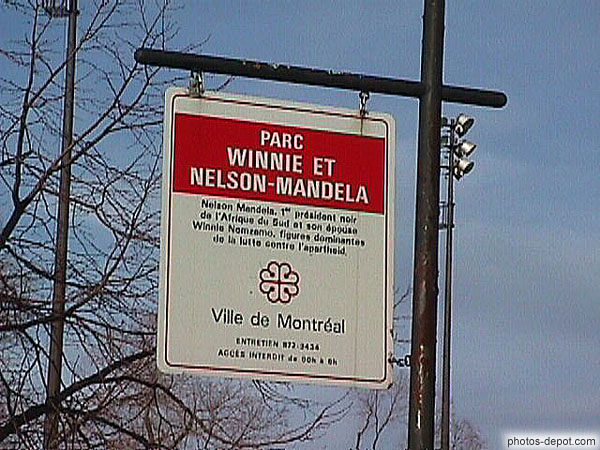 PARC
WINNIE ET
NELSON-MANDELA
Nelson Mandela, 1er président noir
de l'Afrique du Sud et son épouse
Winnie Nomzamo, figures dominantes
de la lutte contre l'apartheid.
Ville de Montréal
ENTRETIEN 872-3434
ACCÈS INTERDIT de 00h à 6h
photos-depot.com